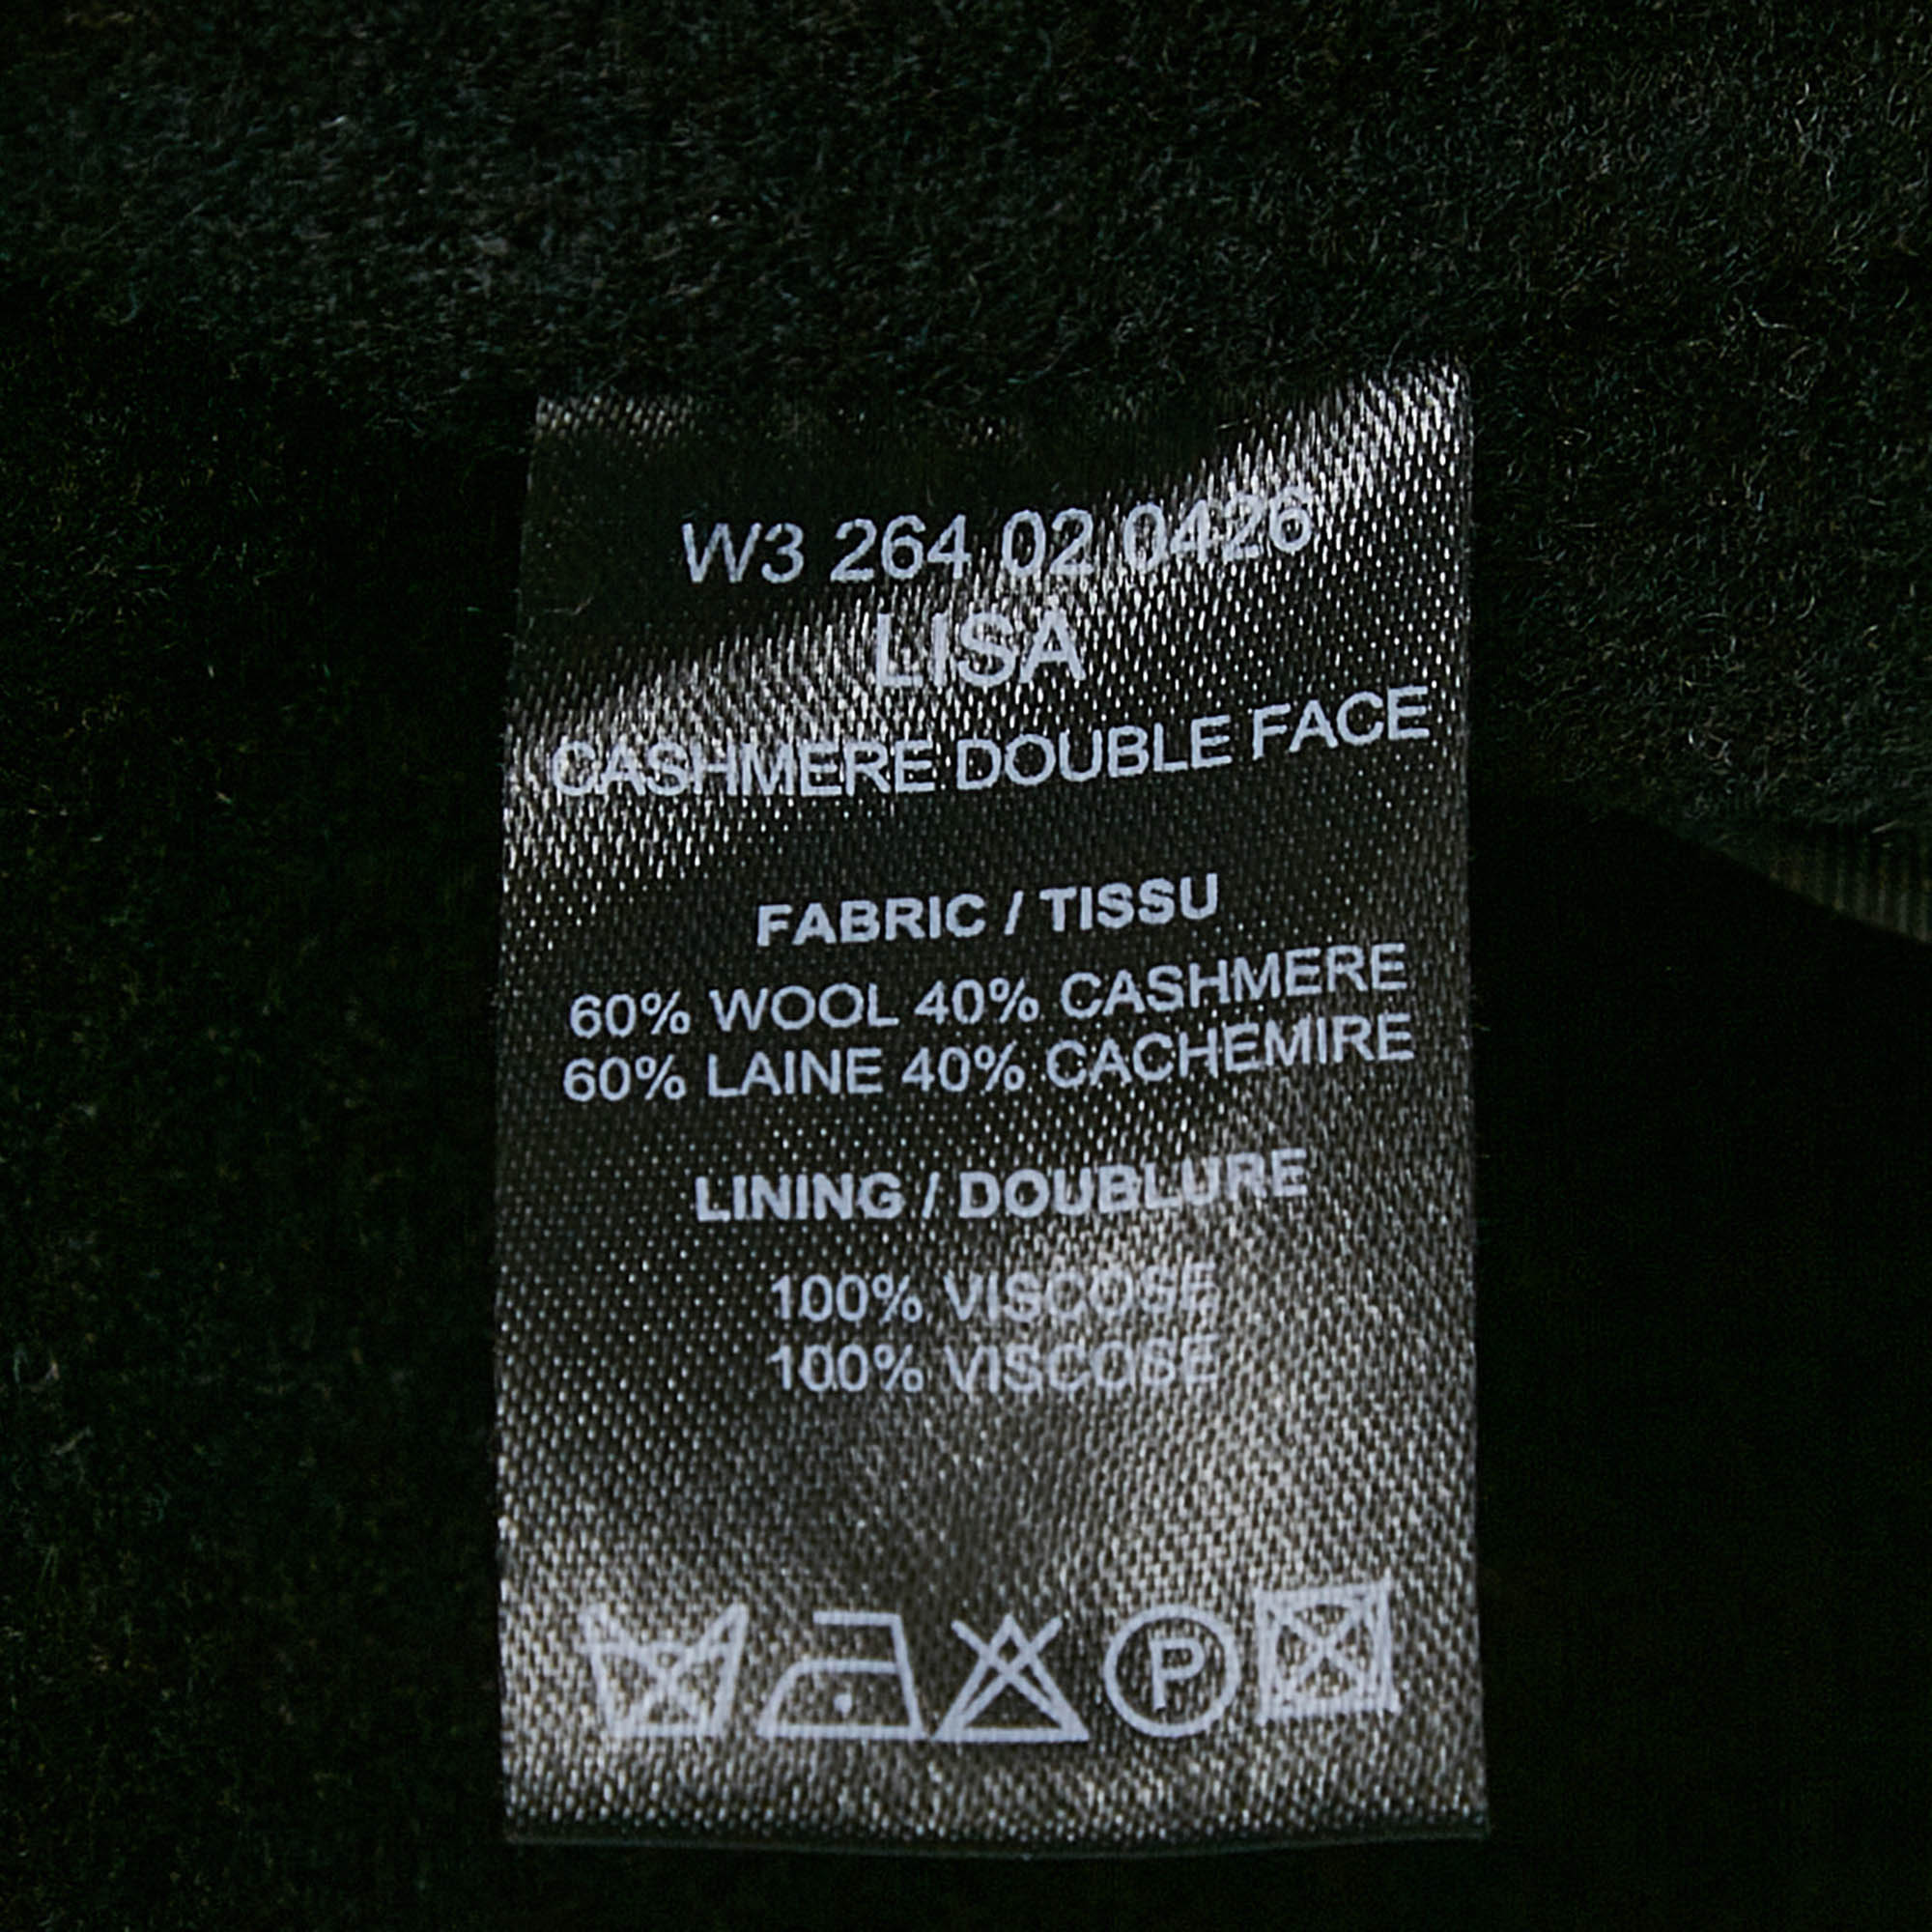 W3 264 02 0426
LISA
CASHMERE DOUBLE FACE
FABRIC / TISSU
60% WOOL 40% CASHMERE
60% LAINE 40% CACHEMIRE
LINING / DOUBLURE
100% VISCOSE
100% VISCOSE
P